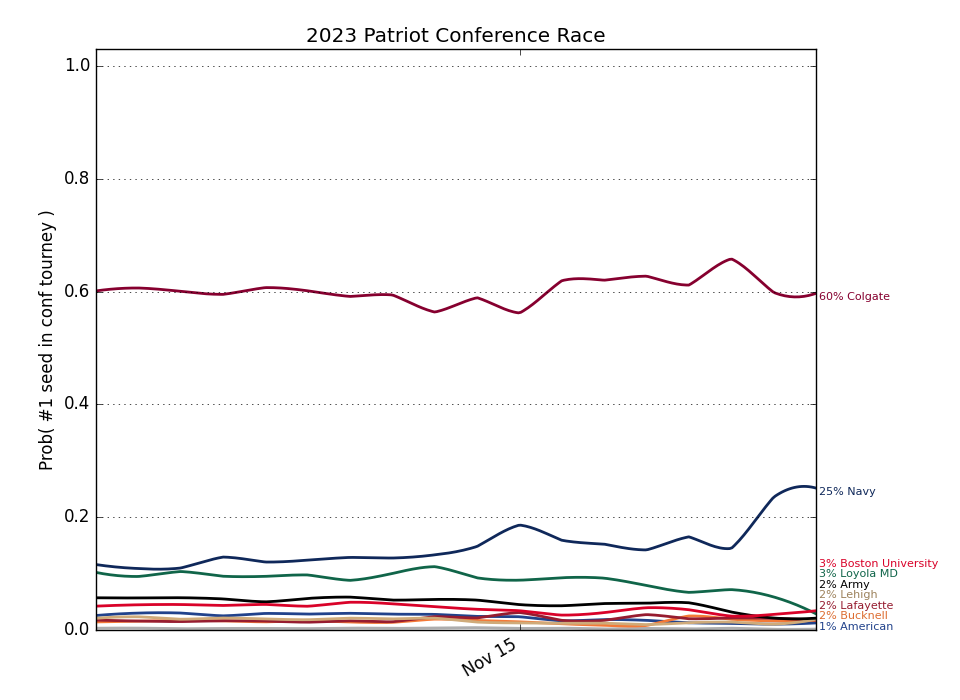 2023 Patriot Conference Race
Prob( #1 seed in conf tourney )
1.0
0.8
0.6
0.4
0.2
0.0
Nov 15
60% Colgate
25% Navy
3% Boston University
3% Loyola MD
2% Army
2% Lehigh
2% Lafayette
2% Bucknell
1% American